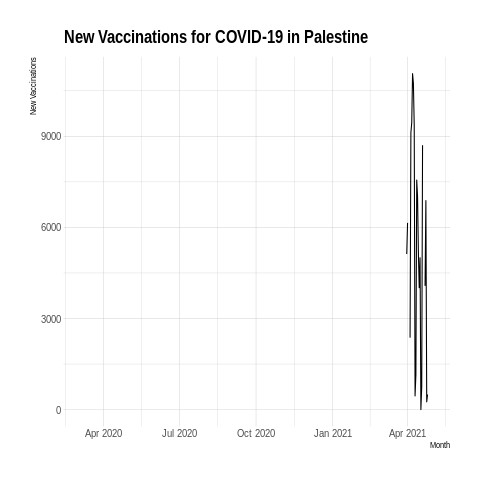 New Vaccinations for COVID-19 in Palestine
New Vaccinations
9000
6000
3000
0
Apr 2020 Jul 2020 Oct 2020 Jan 2021 Apr 2021
Month